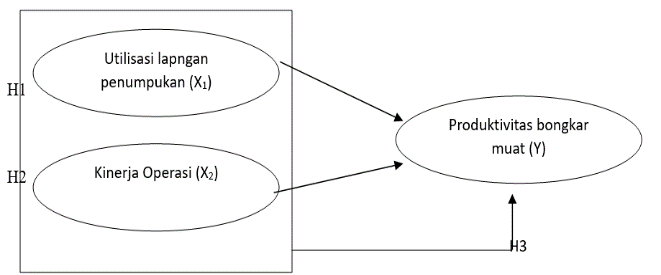 Utilisasi lapngan
penumpukan (X₁)
H1
Produktivitas bongkar
muat (Y)
Kinerja Operasi (X₂)
H2
H3